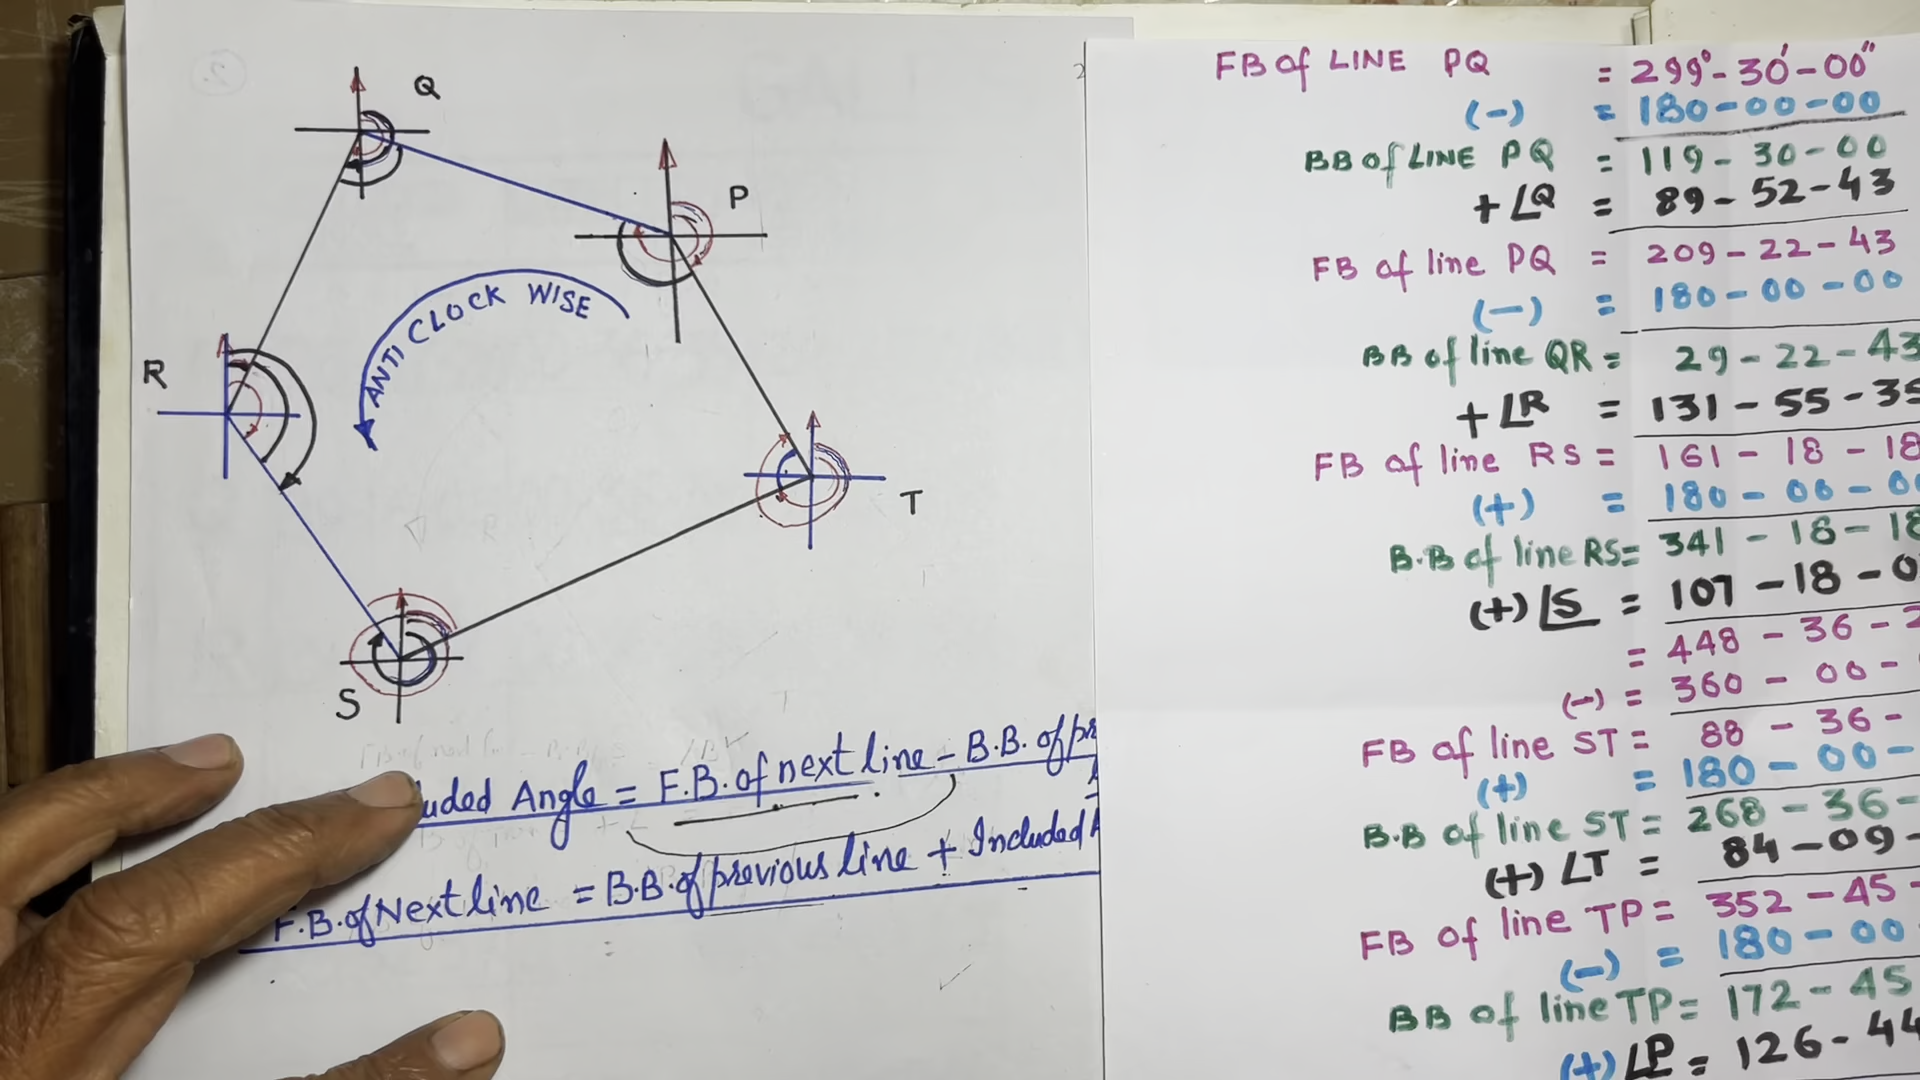 Q
P
ANTI CLOCK WISE
R
T
S
uded Angle = F.B. of next line - B.B. of pr
F.B. of Next line = B.B. of previous line + Included A
2
FB of LINE PQ = 299°-30'-00"
(-) = 180-00-00
BB of LINE PQ = 119-30-00
+∠Q = 89-52-43
FB of line PQ = 209-22-43
(-) = 180-00-00
BB of line QR = 29-22-43
+∠R = 131-55-35
FB of line RS = 161-18-18
(+) = 180-00-00
B.B of line RS = 341-18-18
(+)∠S = 107-18-0
= 448-36-2
(-) = 360-00-
FB of line ST = 88-36-
(+) = 180-00-
B.B of line ST = 268-36-
(+)∠T = 84-09-
FB of line TP = 352-45-
(-) = 180-00-
BB of line TP = 172-45
(+)∠P = 126-44